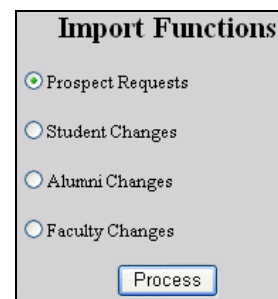 Import Functions
Prospect Requests
Student Changes
Alumni Changes
Faculty Changes
Process